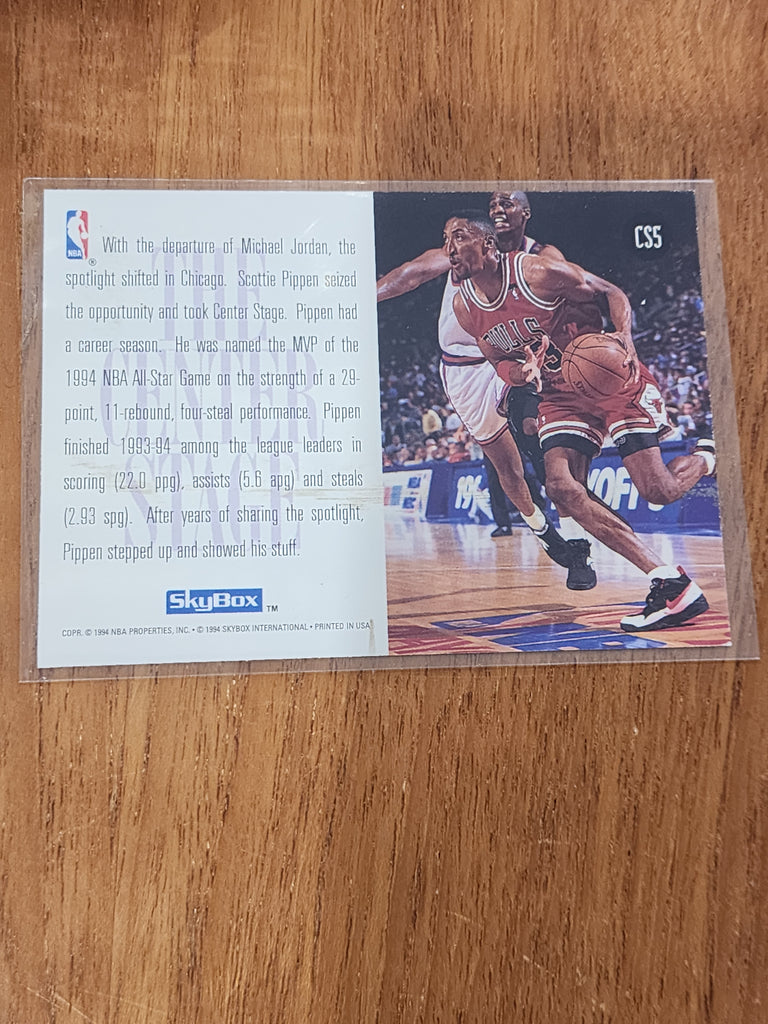 With the departure of Michael Jordan, the
spotlight shifted in Chicago. Scottie Pippen seized
the opportunity and took Center Stage. Pippen had
a career season. He was named the MVP of the
1994 NBA All-Star Game on the strength of a 29-
point, 11-rebound, four-steal performance. Pippen
finished 1993-94 among the league leaders in
scoring (22.0 ppg), assists (5.6 apg) and steals
(2.93 spg). After years of sharing the spotlight,
Pippen stepped up and showed his stuff.
THE
CENTER
STAGE
NBA
®
SkyBox™
COPR. © 1994 NBA PROPERTIES, INC. • © 1994 SKYBOX INTERNATIONAL • PRINTED IN USA
CS5
BULLS